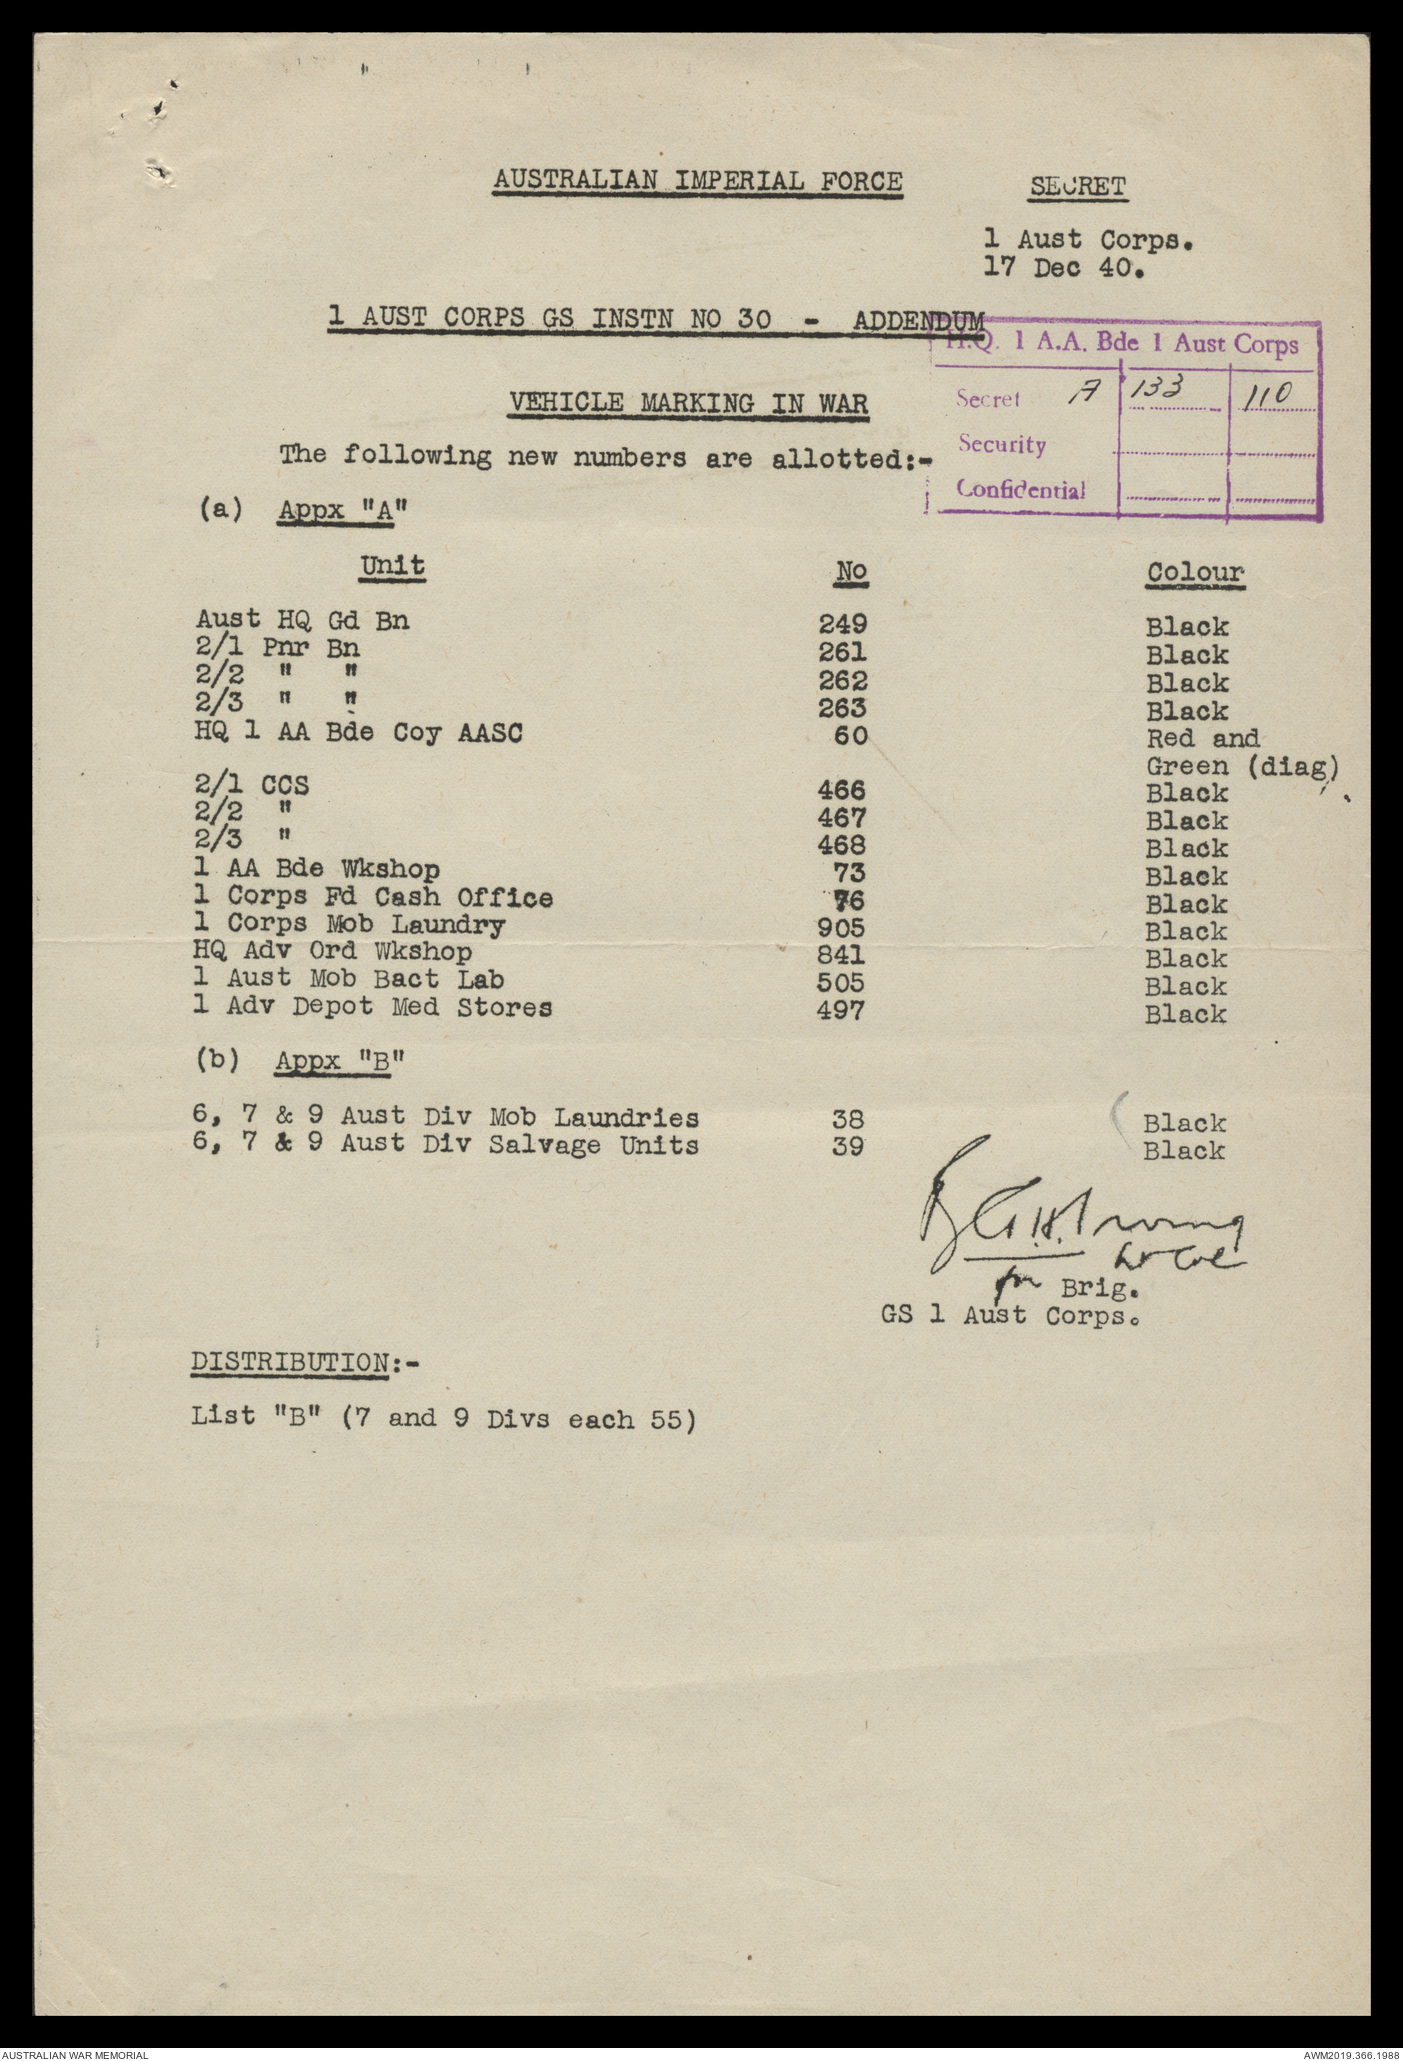 AUSTRALIAN IMPERIAL FORCE
SECRET
1 Aust Corps.
17 Dec 40.
1 AUST CORPS GS INSTN NO 30 - ADDENDUM
H.Q. 1 A.A. Bde 1 Aust Corps
Secret A 133 110
Security
Confidential
VEHICLE MARKING IN WAR
The following new numbers are allotted:-
(a) Appx "A"
Unit No Colour
Aust HQ Gd Bn 249 Black
2/1 Pnr Bn 261 Black
2/2 " " 262 Black
2/3 " " 263 Black
HQ 1 AA Bde Coy AASC 60 Red and
Green (diag)
2/1 CCS 466 Black
2/2 " 467 Black
2/3 " 468 Black
1 AA Bde Wkshop 73 Black
1 Corps Fd Cash Office 76 Black
1 Corps Mob Laundry 905 Black
HQ Adv Ord Wkshop 841 Black
1 Aust Mob Bact Lab 505 Black
1 Adv Depot Med Stores 497 Black
(b) Appx "B"
6, 7 & 9 Aust Div Mob Laundries 38 Black
6, 7 & 9 Aust Div Salvage Units 39 Black
Lt Col
for Brig.
GS 1 Aust Corps.
DISTRIBUTION:-
List "B" (7 and 9 Divs each 55)
AUSTRALIAN WAR MEMORIAL
AWM2019.366.1988